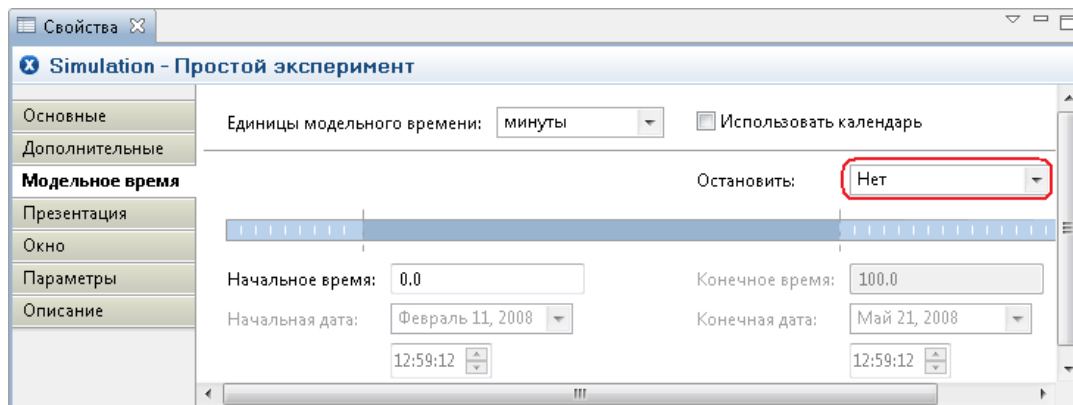 Свойства
Simulation - Простой эксперимент
Основные
Дополнительные
Модельное время
Презентация
Окно
Параметры
Описание
Единицы модельного времени: минуты Использовать календарь
Остановить: Нет
Начальное время: 0.0 Конечное время: 100.0
Начальная дата: Февраль 11, 2008 Конечная дата: Май 21, 2008
12:59:12 12:59:12